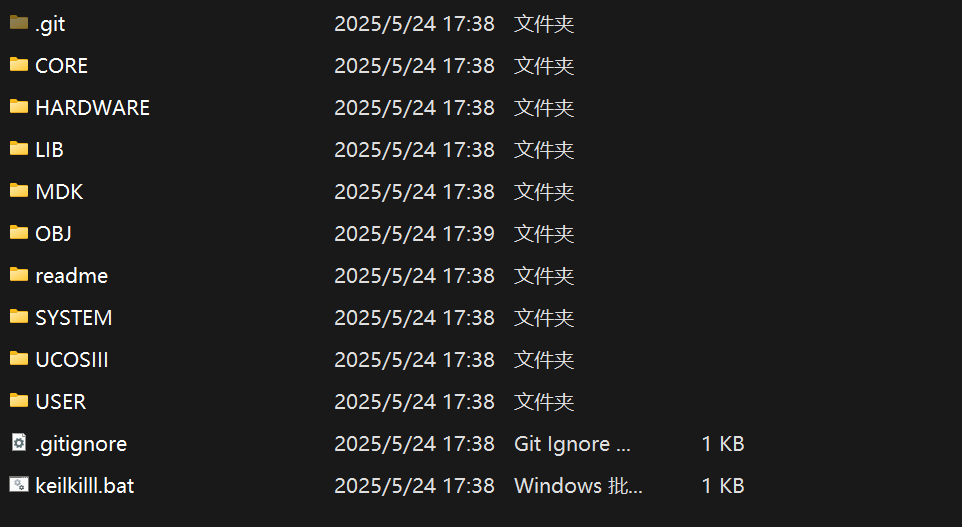 .git 2025/5/24 17:38 文件夹
CORE 2025/5/24 17:38 文件夹
HARDWARE 2025/5/24 17:38 文件夹
LIB 2025/5/24 17:38 文件夹
MDK 2025/5/24 17:38 文件夹
OBJ 2025/5/24 17:39 文件夹
readme 2025/5/24 17:38 文件夹
SYSTEM 2025/5/24 17:38 文件夹
UCOSIII 2025/5/24 17:38 文件夹
USER 2025/5/24 17:38 文件夹
.gitignore 2025/5/24 17:38 Git Ignore ... 1 KB
keilkilll.bat 2025/5/24 17:38 Windows 批... 1 KB